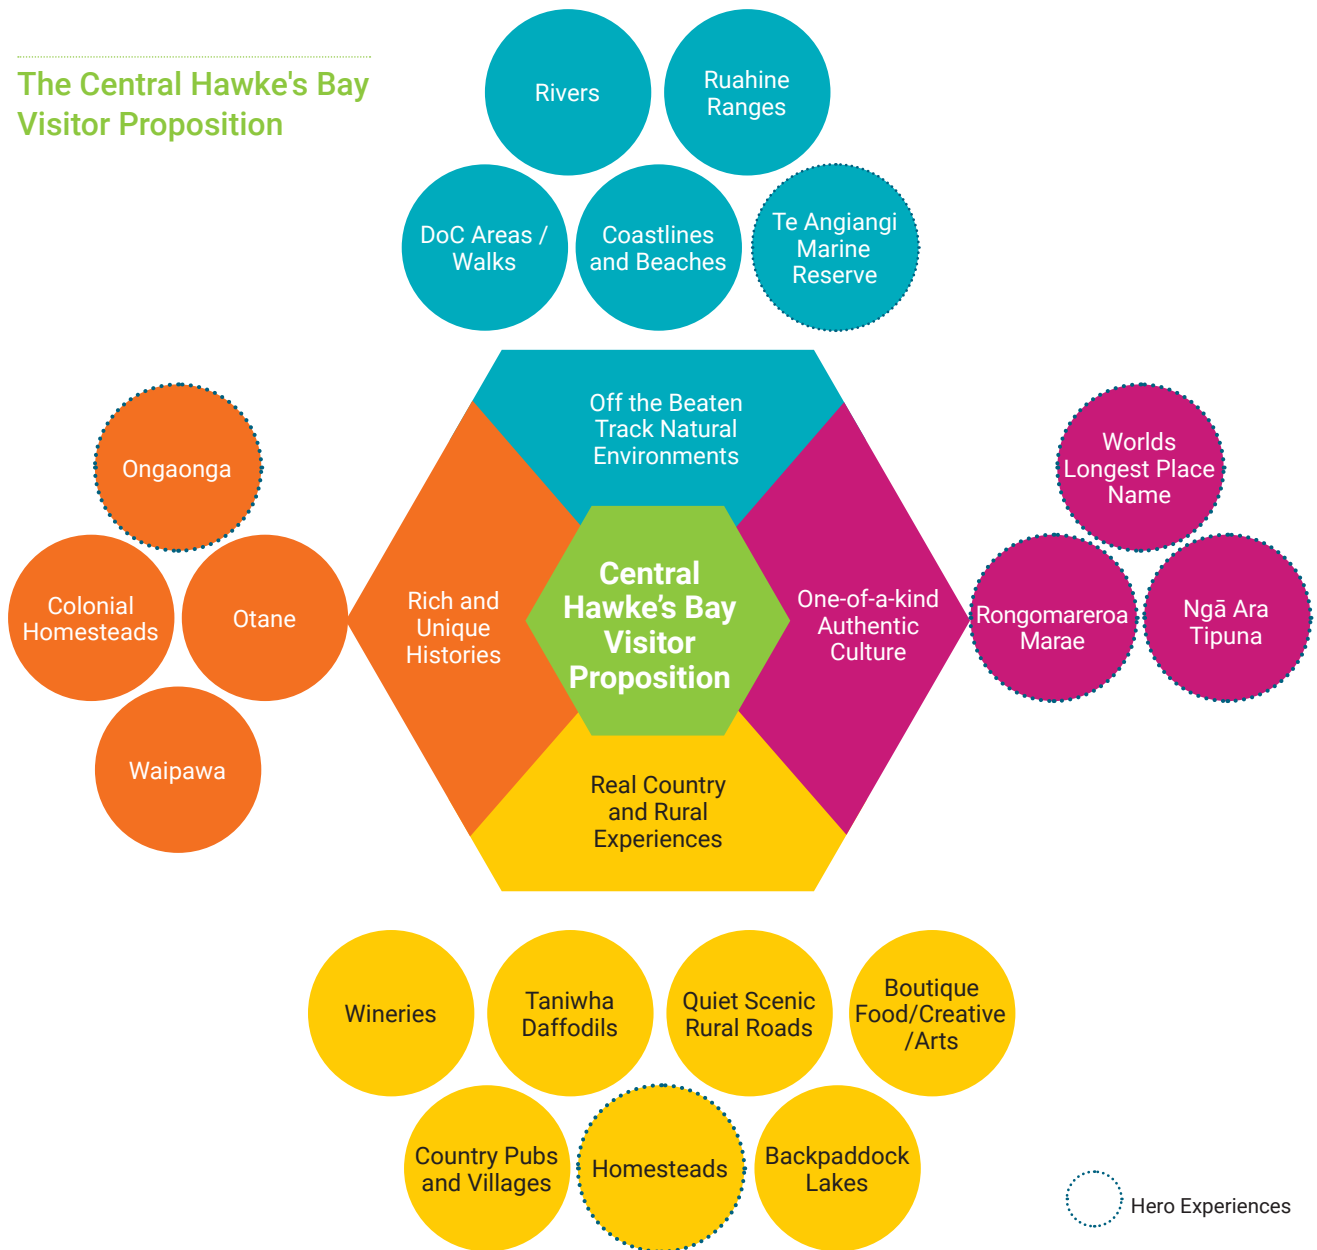 The Central Hawke's Bay
Visitor Proposition
Rivers
Ruahine
Ranges
DoC Areas /
Walks
Coastlines
and Beaches
Te Angiangi
Marine
Reserve
Off the Beaten
Track Natural
Environments
Ongaonga
Colonial
Homesteads
Otane
Waipawa
Rich and
Unique
Histories
Central
Hawke’s Bay
Visitor
Proposition
One-of-a-kind
Authentic
Culture
Worlds
Longest Place
Name
Rongomareroa
Marae
Ngā Ara
Tipuna
Real Country
and Rural
Experiences
Wineries
Taniwha
Daffodils
Quiet Scenic
Rural Roads
Boutique
Food/Creative
/Arts
Country Pubs
and Villages
Homesteads
Backpaddock
Lakes
Hero Experiences